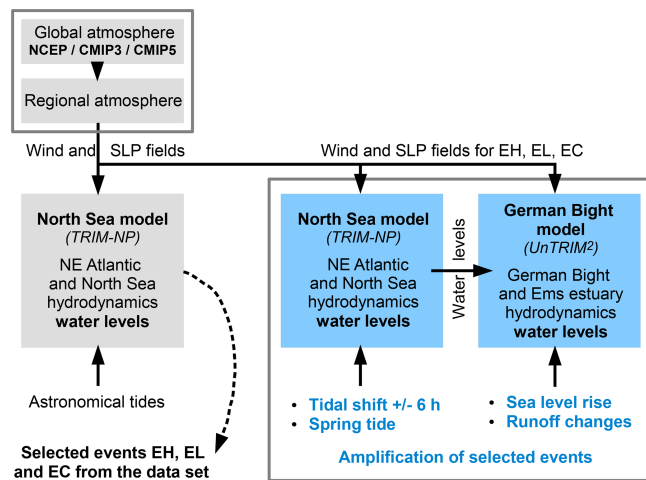 Global atmosphere
NCEP / CMIP3 / CMIP5
Regional atmosphere
Wind and SLP fields
Wind and SLP fields for EH, EL, EC
North Sea model
(TRIM-NP)
NE Atlantic
and North Sea
hydrodynamics
water levels
Astronomical tides
Selected events EH, EL
and EC from the data set
North Sea model
(TRIM-NP)
NE Atlantic
and North Sea
hydrodynamics
water levels
Water levels
German Bight
model
(UnTRIM²)
German Bight
and Ems estuary
hydrodynamics
water levels
• Tidal shift +/- 6 h
• Spring tide
• Sea level rise
• Runoff changes
Amplification of selected events